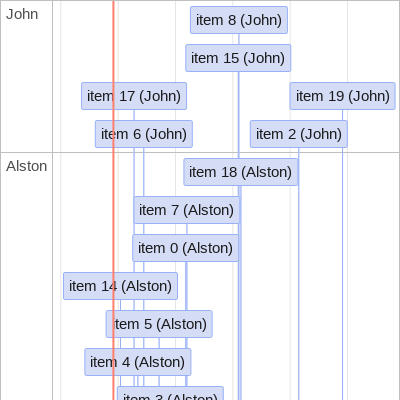 John
item 8 (John)
item 15 (John)
item 17 (John)
item 19 (John)
item 6 (John)
item 2 (John)
Alston
item 18 (Alston)
item 7 (Alston)
item 0 (Alston)
item 14 (Alston)
item 5 (Alston)
item 4 (Alston)
item 3 (Alston)